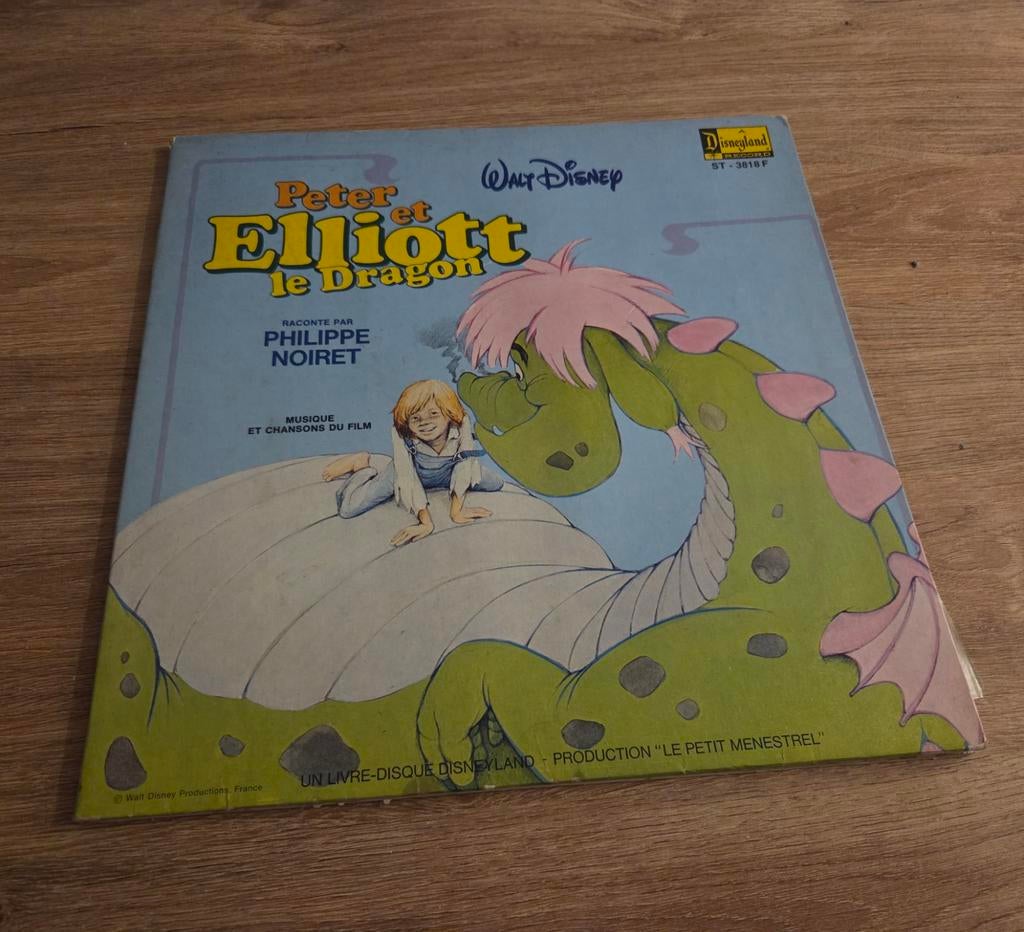 Disneyland
RECORD
ST - 3818 F
WALT DISNEY
Peter
et
Elliott
le Dragon
RACONTE PAR
PHILIPPE
NOIRET
MUSIQUE
ET CHANSONS DU FILM
UN LIVRE-DISQUE DISNEYLAND - PRODUCTION "LE PETIT MENESTREL"
© Walt Disney Productions, France